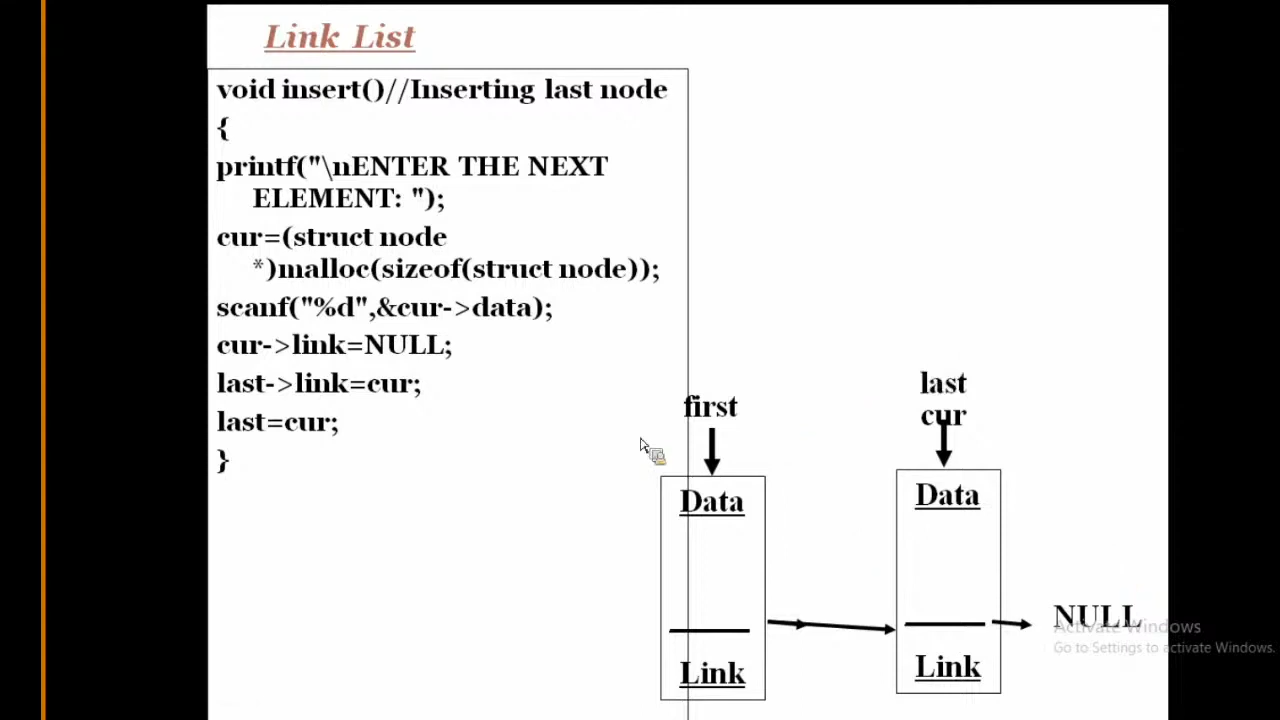 Link List
void insert()//Inserting last node
{
printf("\nENTER THE NEXT
ELEMENT: ");
cur=(struct node
*)malloc(sizeof(struct node));
scanf("%d",&cur->data);
cur->link=NULL;
last->link=cur;
last=cur;
}
first
last
cur
Data
Data
NULL
Link
Link
Activate Windows
Go to Settings to activate Windows.